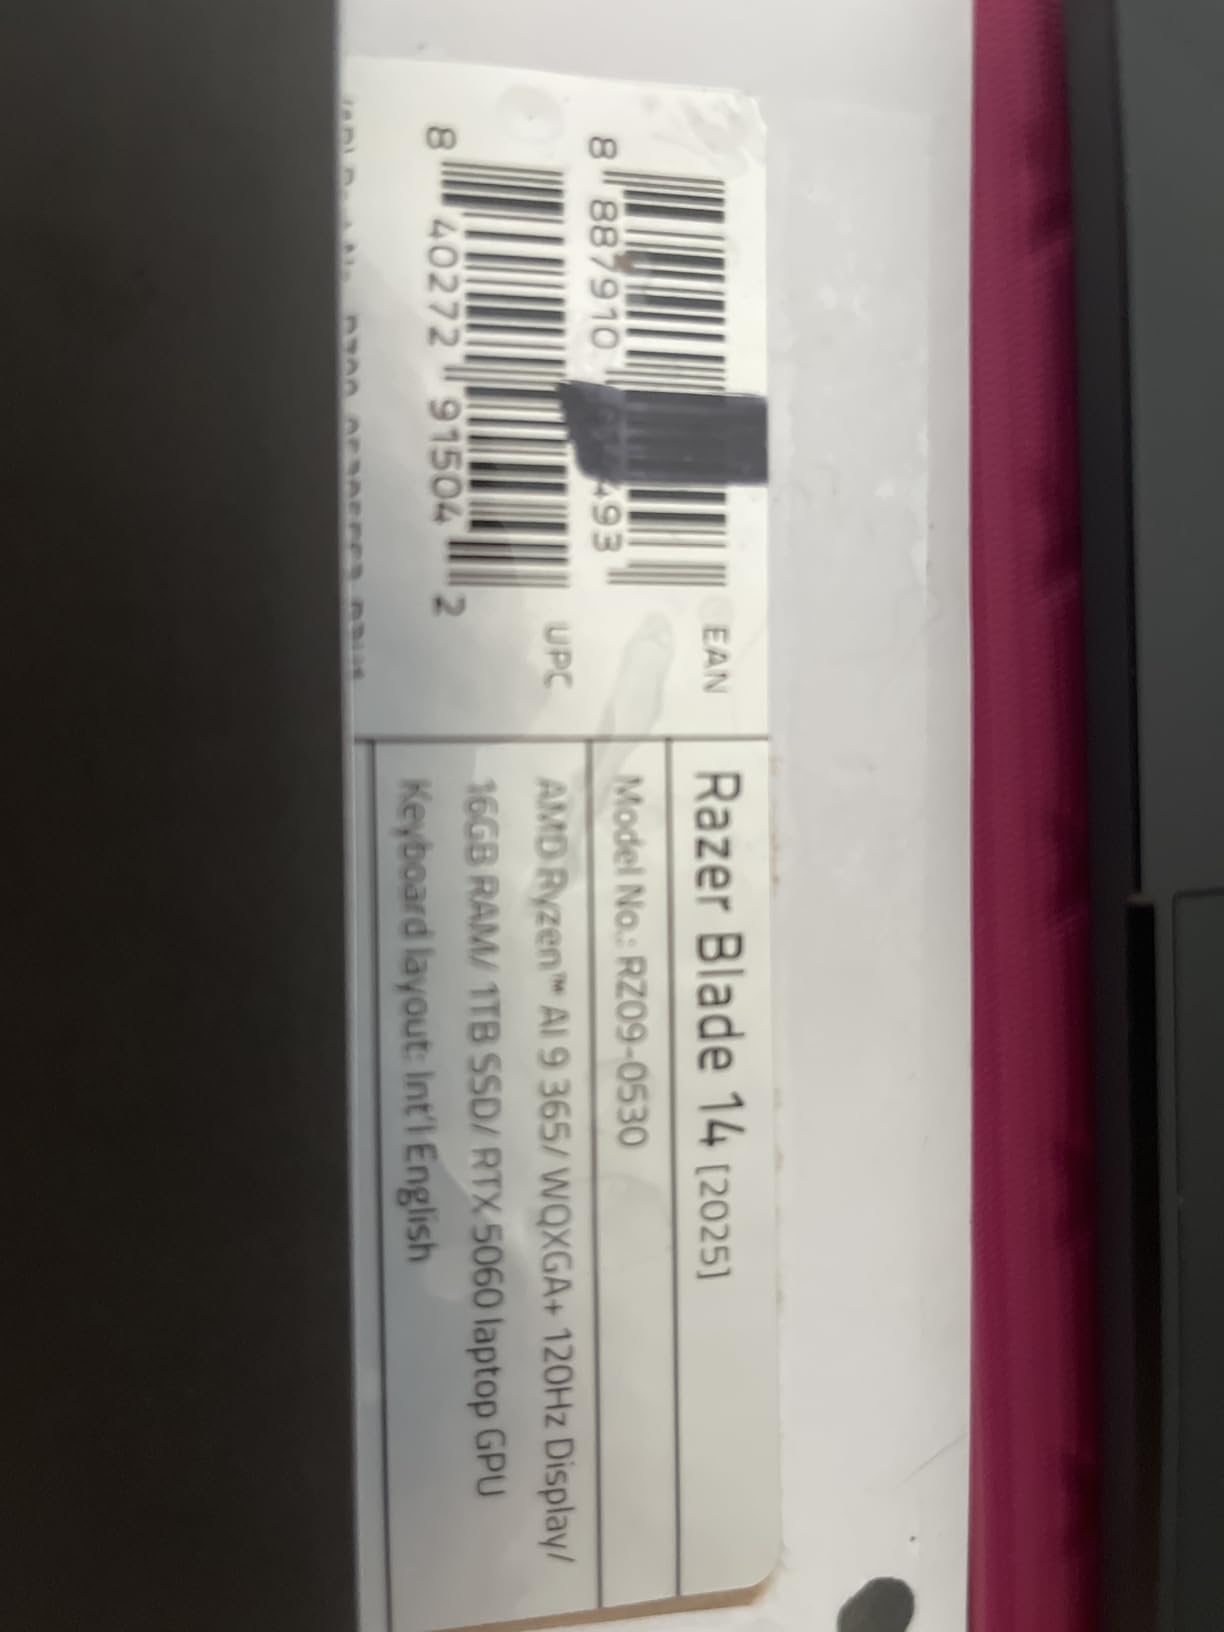 8 887910 493
EAN
8 40272 91504 2
UPC
Razer Blade 14 [2025]
Model No.: RZ09-0530
AMD Ryzen™ AI 9 365/ WQXGA+ 120Hz Display/
16GB RAM/ 1TB SSD/ RTX 5060 laptop GPU
Keyboard layout: Int'l English